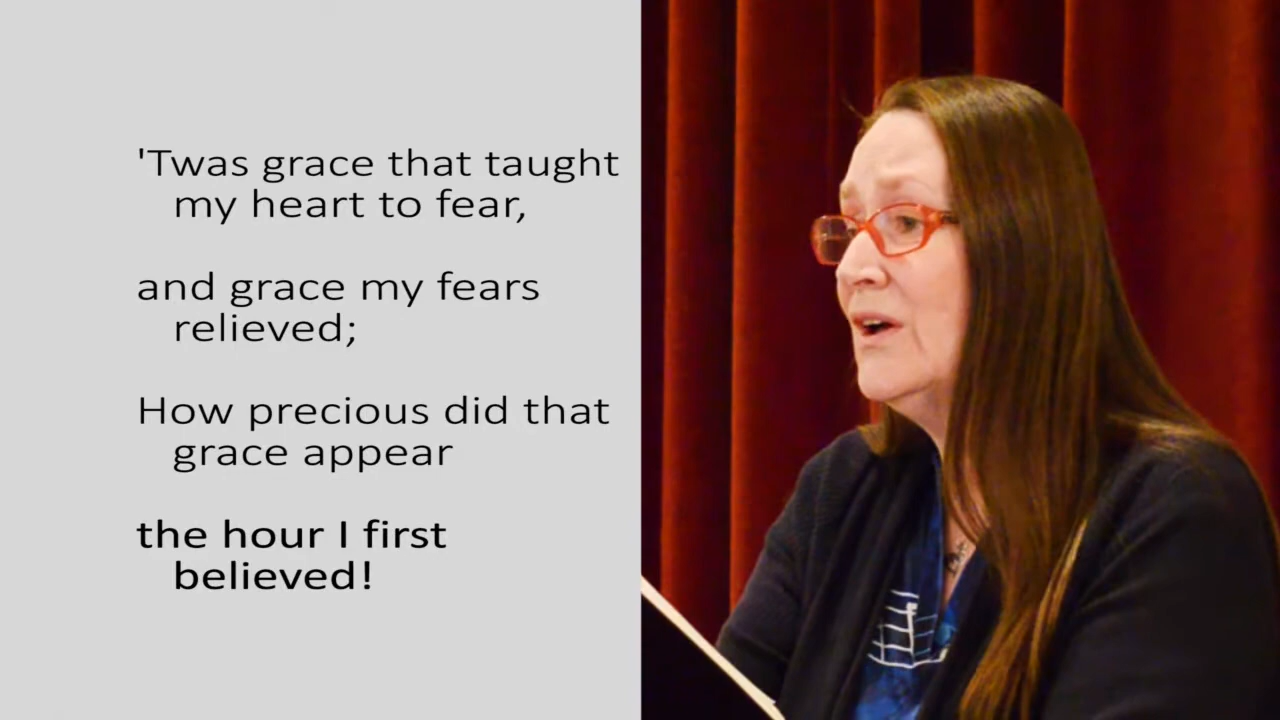 'Twas grace that taught
my heart to fear,
and grace my fears
relieved;
How precious did that
grace appear
the hour I first
believed!